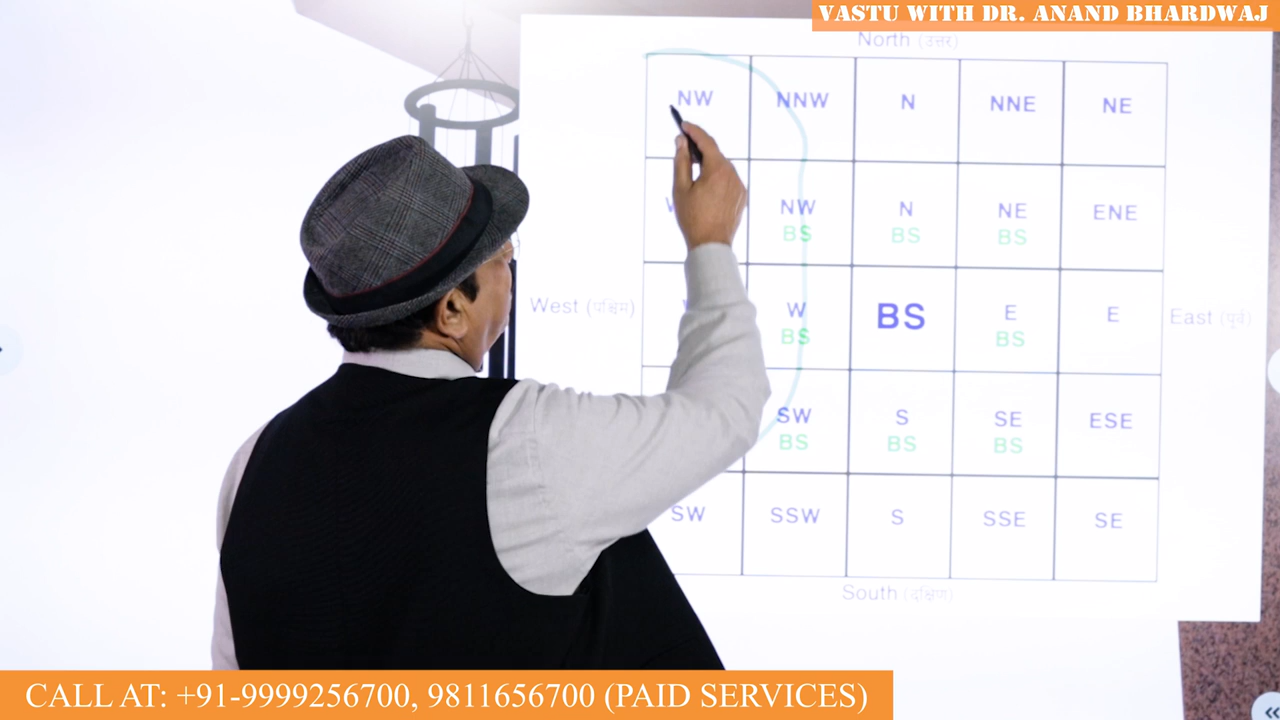 VASTU WITH DR. ANAND BHARDWAJ
North (उत्तर)
NW NNW N NNE NE
NW N NE ENE
BS BS BS
West (पश्चिम) W BS E E East (पूर्व)
BS BS
SW S SE ESE
BS BS BS
SW SSW S SSE SE
South (दक्षिण)
CALL AT: +91-9999256700, 9811656700 (PAID SERVICES)